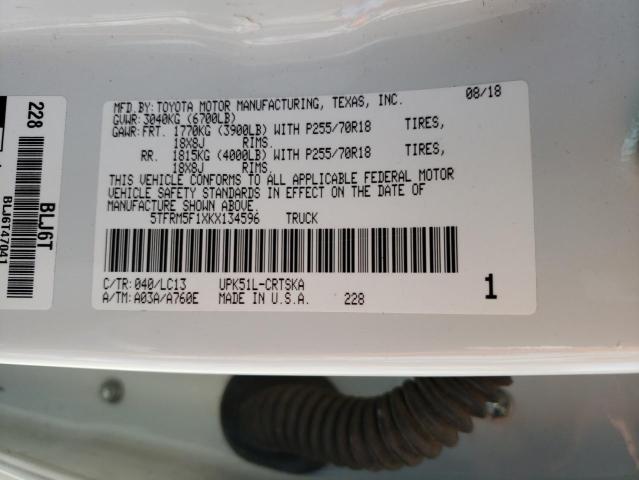 MFD.BY: TOYOTA MOTOR MANUFACTURING, TEXAS, INC. 08/18
GVWR: 3040KG (6700LB)
GAWR: FRT. 1770KG (3900LB) WITH P255/70R18 TIRES,
18X8J RIMS.
RR. 1815KG (4000LB) WITH P255/70R18 TIRES,
18X8J RIMS.
THIS VEHICLE CONFORMS TO ALL APPLICABLE FEDERAL MOTOR
VEHICLE SAFETY STANDARDS IN EFFECT ON THE DATE OF
MANUFACTURE SHOWN ABOVE.
5TFRM5F1XKX134596 TRUCK
C/TR: 040/LC13 UPK51L-CRTSKA
A/TM: A03A/A760E MADE IN U.S.A. 228 1
228 BLJ6T
BLJ6T47041